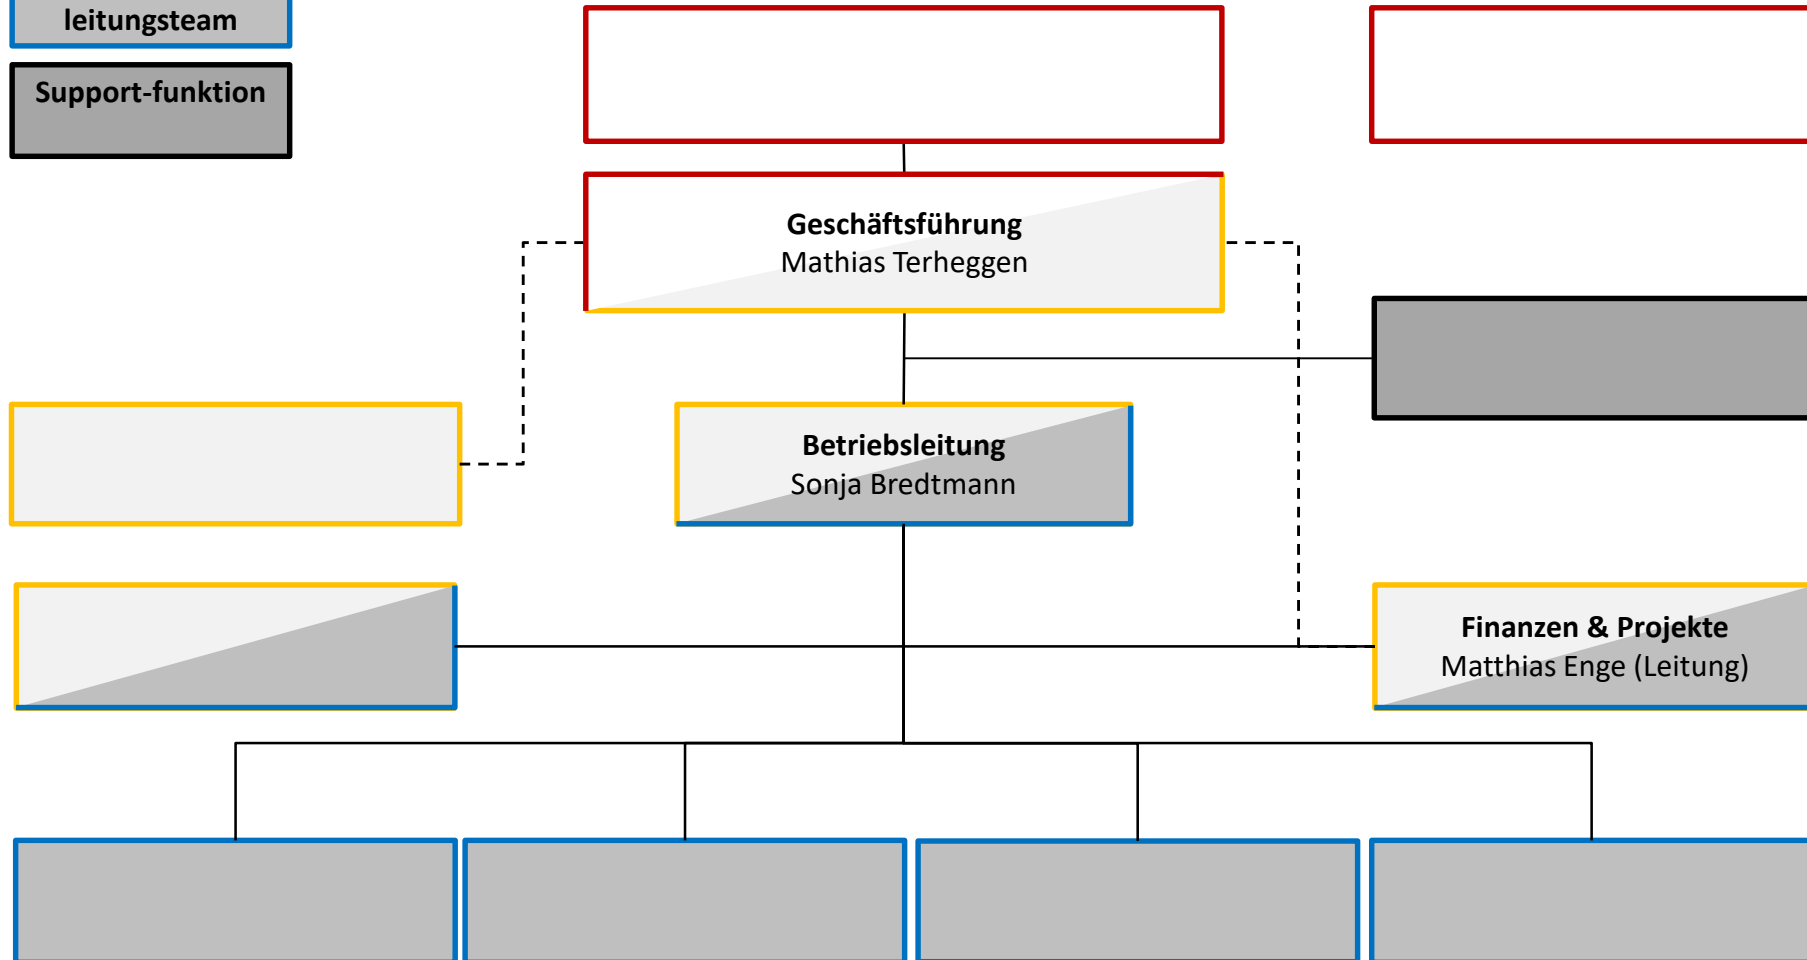 leitungsteam
Support-funktion
Geschäftsführung
Mathias Terheggen
Betriebsleitung
Sonja Bredtmann
Finanzen & Projekte
Matthias Enge (Leitung)